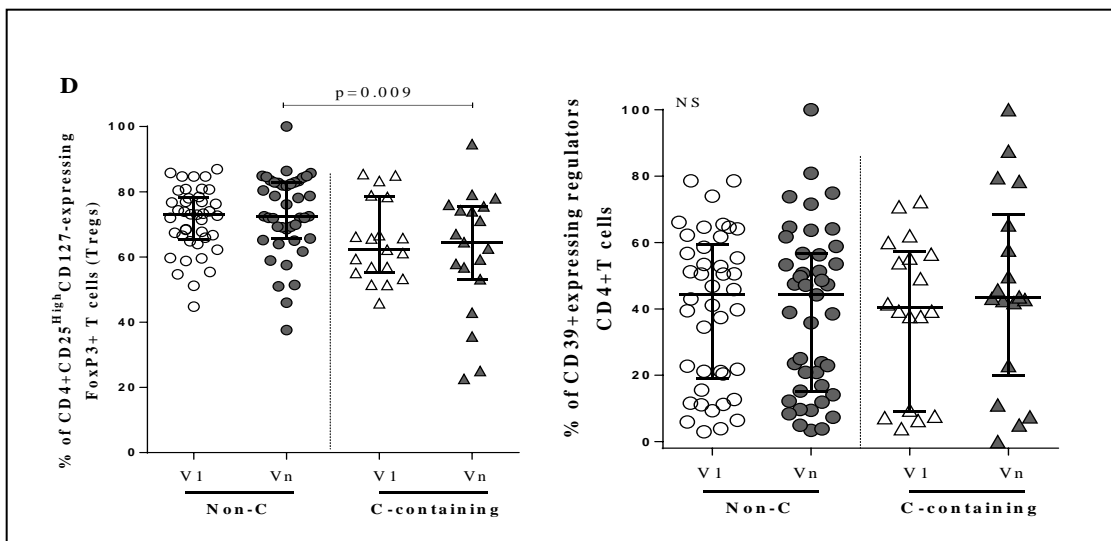 D
p=0.009
% of CD4+CD25HighCD127-expressing
FoxP3+ T cells (Tregs)
100
80
60
40
20
0
V1
Vn
V1
Vn
Non-C
C-containing
NS
% of CD39+expressing regulators
CD4+T cells
100
80
60
40
20
0
V1
Vn
V1
Vn
Non-C
C-containing